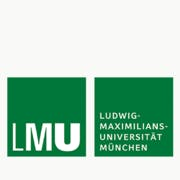 LMU
LUDWIG-
MAXIMILIANS-
UNIVERSITÄT
MÜNCHEN